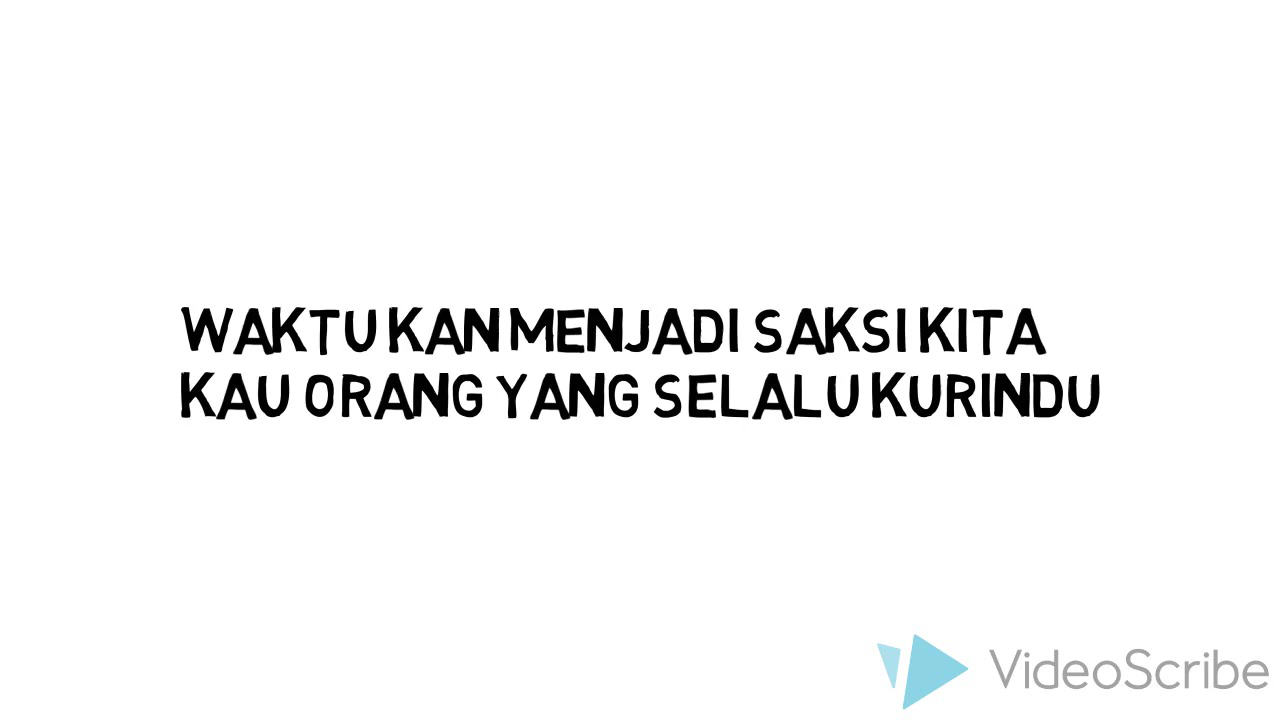 WAKTU KAN MENJADI SAKSI KITA
KAU ORANG YANG SELALU KURINDU
VideoScribe